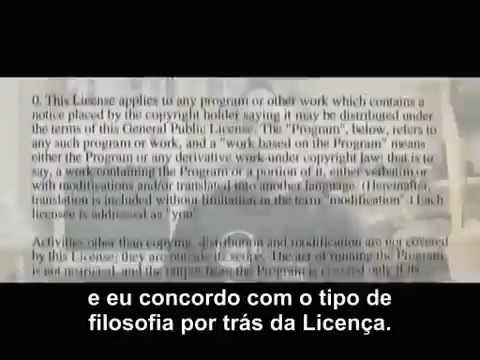 0. This License applies to any program or other work which contains a
notice placed by the copyright holder saying it may be distributed under
the terms of this General Public License. The "Program", below, refers to
any such program or work, and a "work based on the Program" means
either the Program or any derivative work under copyright law: that is to
say, a work containing the Program or a portion of it, either verbatim or
with modifications and/or translated into another language. (Hereinafter,
translation is included without limitation in the term "modification".) Each
licensee is addressed as "you".
Activities other than copying, distribution and modification are not covered
by this License; they are outside its scope. The act of running the Program
is not restricted, and the output from the Program is covered only if its
e eu concordo com o tipo de
filosofia por trás da Licença.